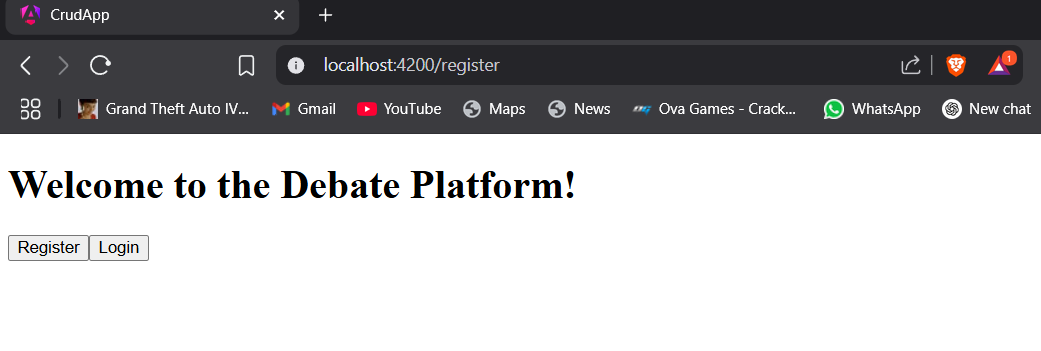 CrudApp
localhost:4200/register
1
Grand Theft Auto IV... Gmail YouTube Maps News Ova Games - Crack... WhatsApp New chat
Welcome to the Debate Platform!
Register Login